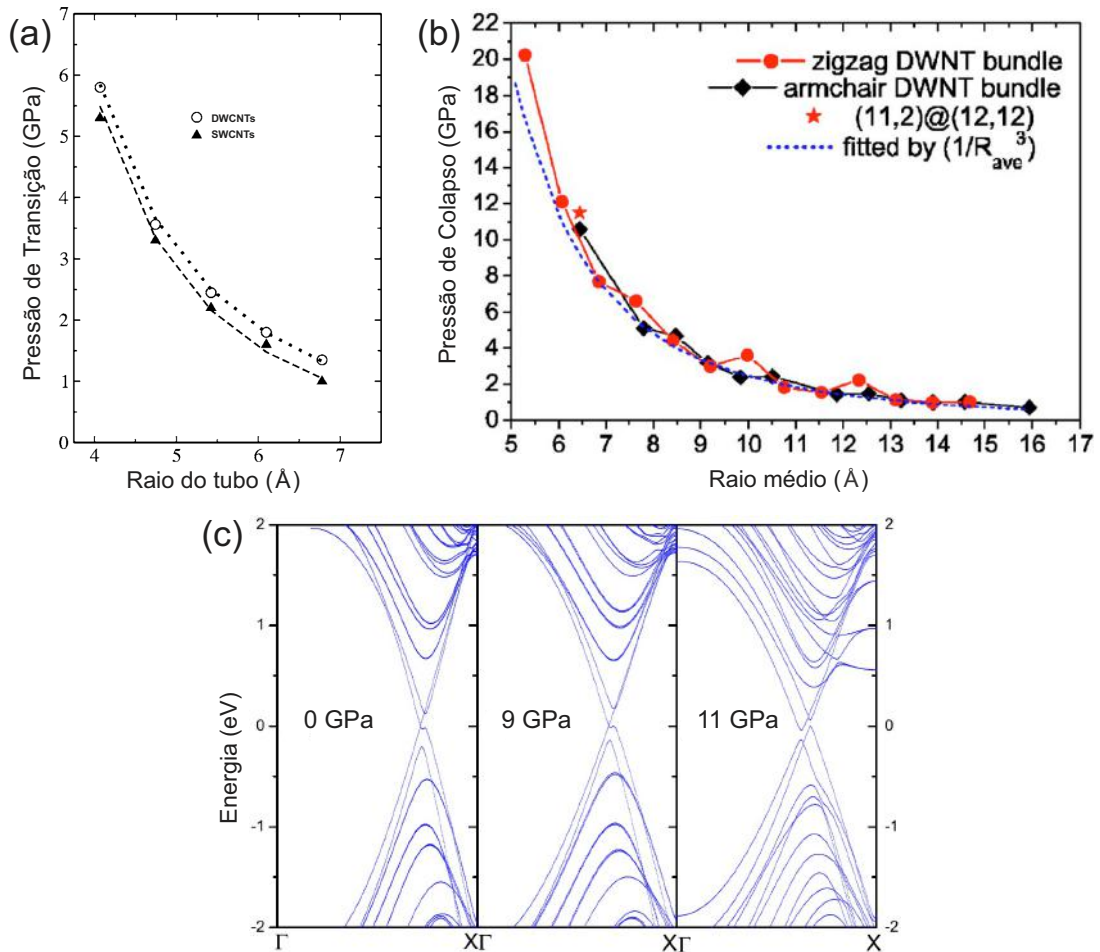 (a)
Pressão de Transição (GPa)
7
6
5
4
3
2
1
0
DWCNTs
SWCNTs
4 5 6 7
Raio do tubo (Å)
(b)
Pressão de Colapso (GPa)
22
20
18
16
14
12
10
8
6
4
2
0
zigzag DWNT bundle
armchair DWNT bundle
(11,2)@(12,12)
fitted by (1/R_ave^3)
5 6 7 8 9 10 11 12 13 14 15 16 17
Raio médio (Å)
(c)
Energia (eV)
2
1
0
-1
-2
0 GPa
9 GPa
11 GPa
2
1
0
-1
-2
Γ XΓ XΓ X